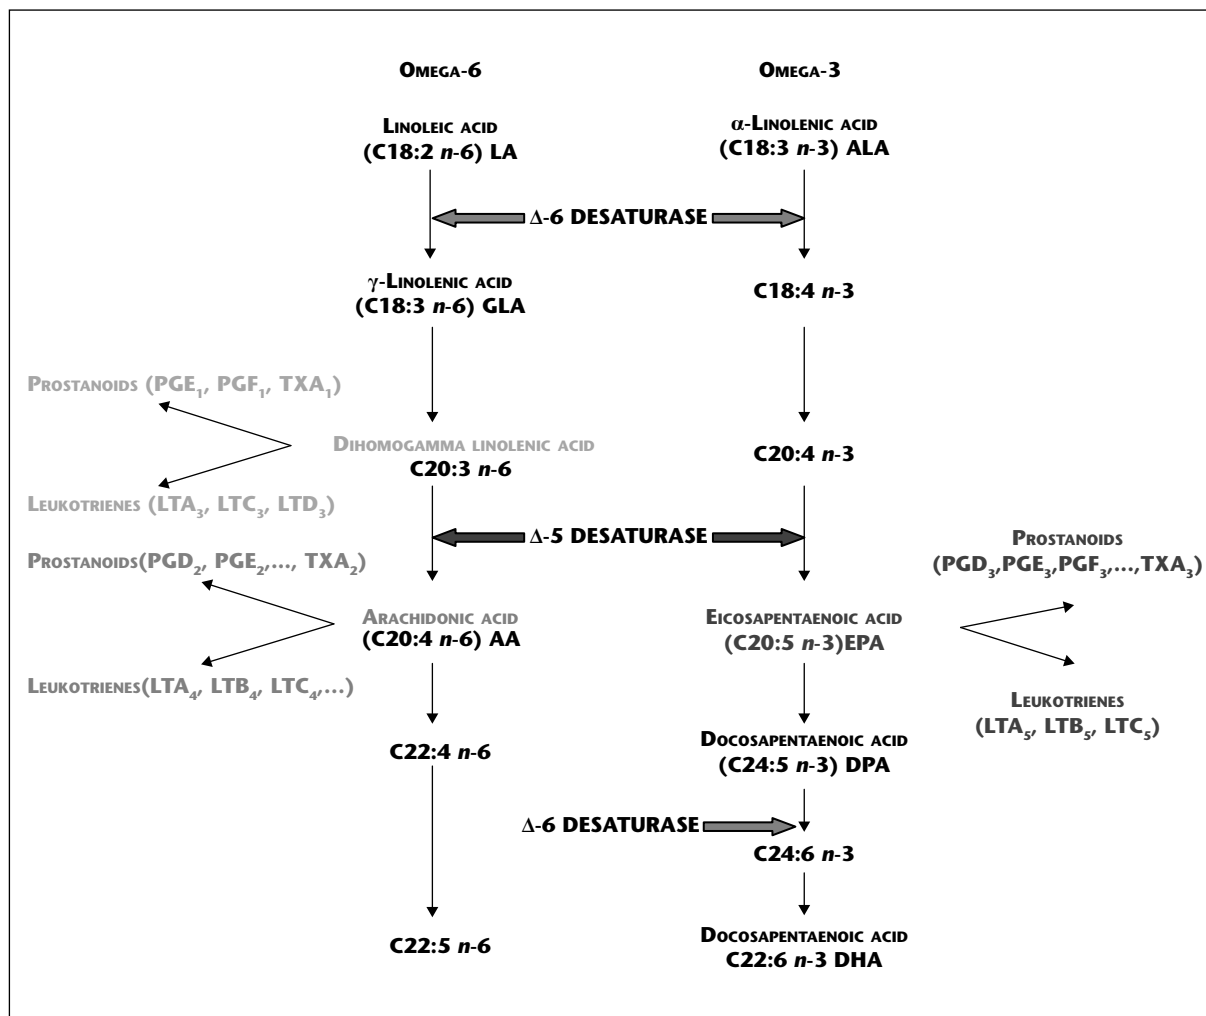 Omega-6
Omega-3
Linoleic acid
(C18:2 n-6) LA
α-Linolenic acid
(C18:3 n-3) ALA
Δ-6 DESATURASE
γ-Linolenic acid
(C18:3 n-6) GLA
C18:4 n-3
Prostanoids (PGE₁, PGF₁, TXA₁)
Dihomogamma linolenic acid
C20:3 n-6
C20:4 n-3
Leukotrienes (LTA₃, LTC₃, LTD₃)
Δ-5 DESATURASE
Prostanoids(PGD₂, PGE₂,..., TXA₂)
Prostanoids
(PGD₃,PGE₃,PGF₃,...,TXA₃)
Arachidonic acid
(C20:4 n-6) AA
Eicosapentaenoic acid
(C20:5 n-3)EPA
Leukotrienes(LTA₄, LTB₄, LTC₄,...)
Leukotrienes
(LTA₅, LTB₅, LTC₅)
C22:4 n-6
Docosapentaenoic acid
(C24:5 n-3) DPA
Δ-6 DESATURASE
C24:6 n-3
C22:5 n-6
Docosapentaenoic acid
C22:6 n-3 DHA